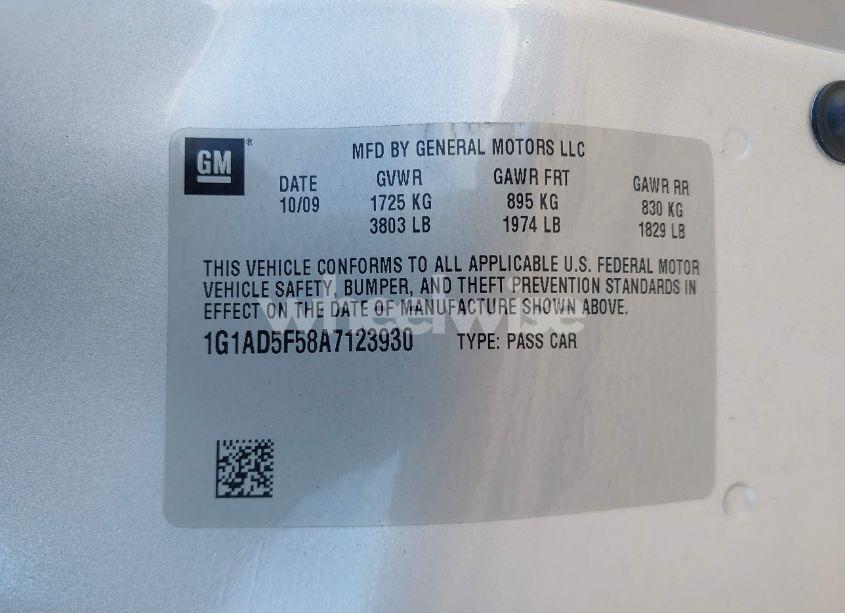 GM ®
MFD BY GENERAL MOTORS LLC
DATE GVWR GAWR FRT GAWR RR
10/09 1725 KG 895 KG 830 KG
3803 LB 1974 LB 1829 LB
THIS VEHICLE CONFORMS TO ALL APPLICABLE U.S. FEDERAL MOTOR
VEHICLE SAFETY, BUMPER, AND THEFT PREVENTION STANDARDS IN
EFFECT ON THE DATE OF MANUFACTURE SHOWN ABOVE.
wheelwise
1G1AD5F58A7123930 TYPE: PASS CAR